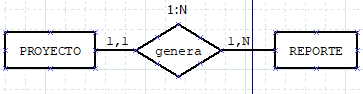 1:N
PROYECTO
1,1
genera
1,N
REPORTE